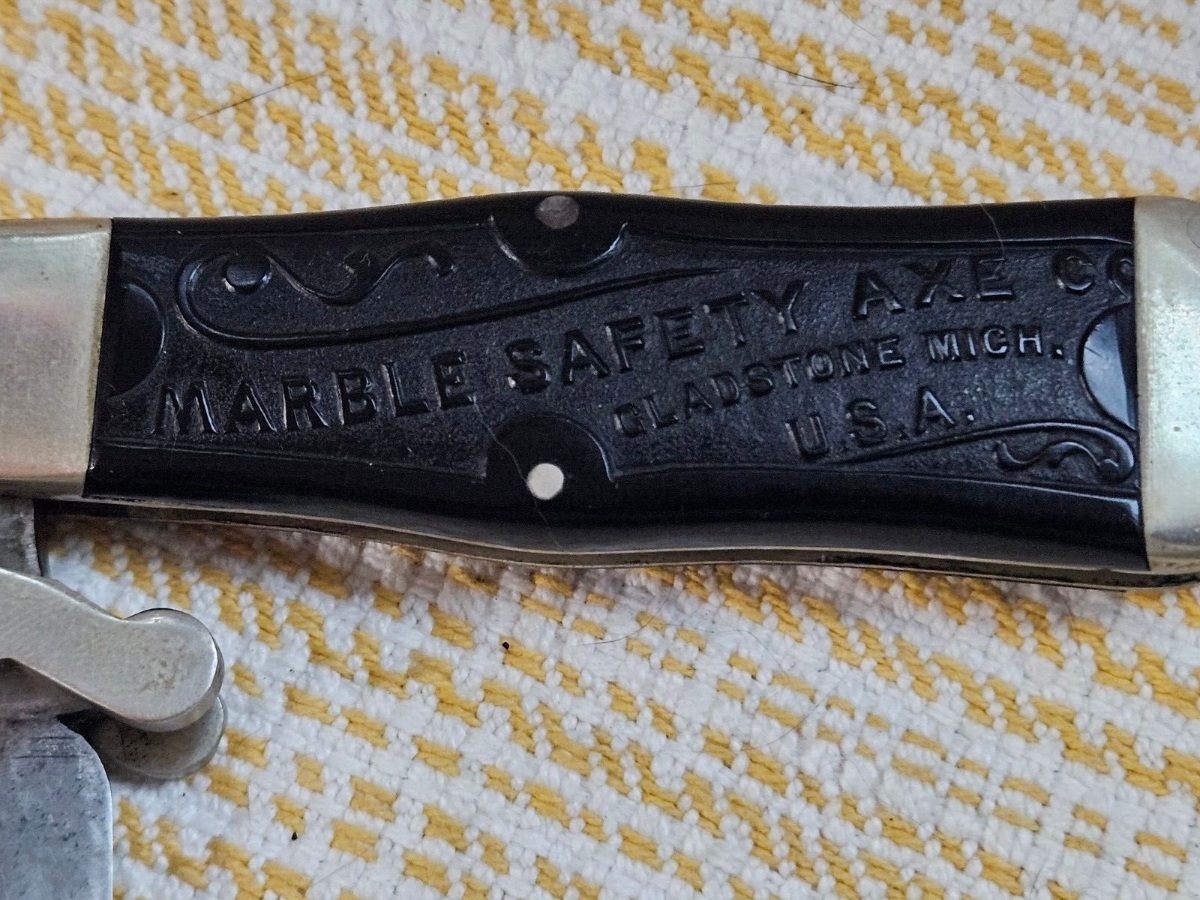 MARBLE SAFETY AXE CO
GLADSTONE MICH.
U.S.A.